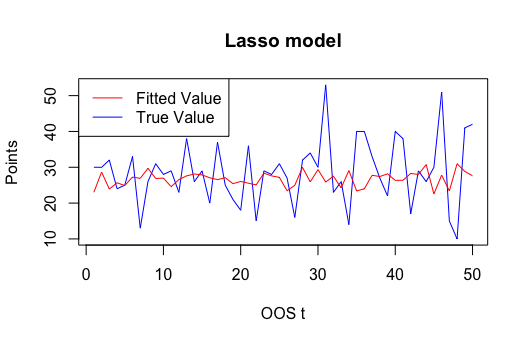 Lasso model
Fitted Value
True Value
Points
50
40
30
20
10
0 10 20 30 40 50
OOS t